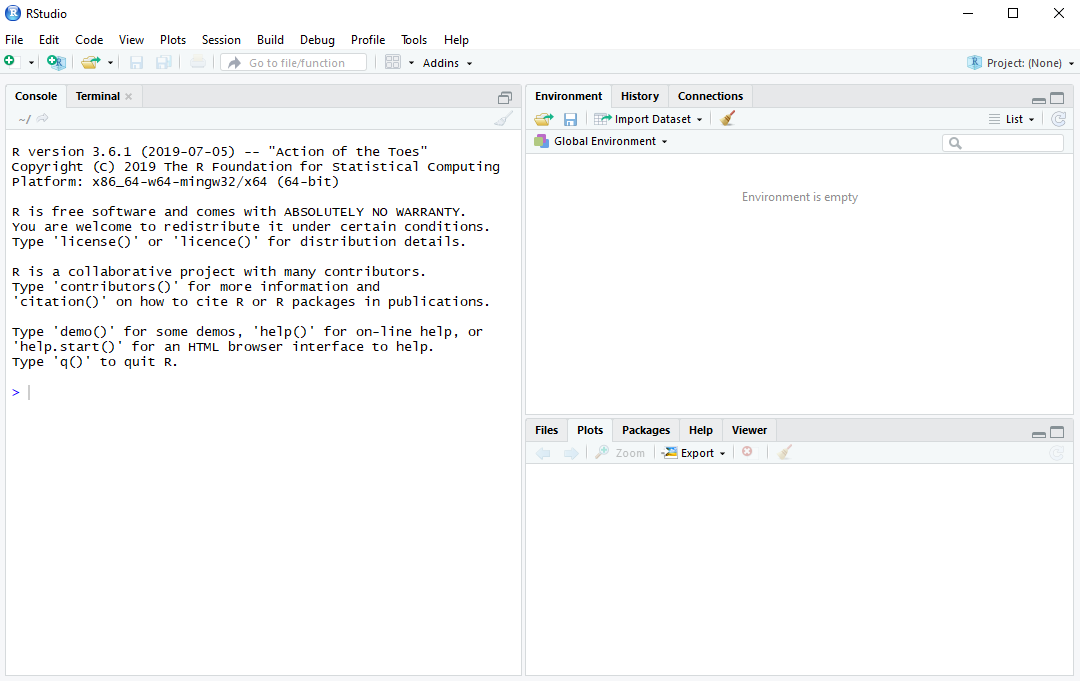 RStudio
File Edit Code View Plots Session Build Debug Profile Tools Help
Go to file/function Addins Project: (None)
Console Terminal
~/
R version 3.6.1 (2019-07-05) -- "Action of the Toes"
Copyright (C) 2019 The R Foundation for Statistical Computing
Platform: x86_64-w64-mingw32/x64 (64-bit)
R is free software and comes with ABSOLUTELY NO WARRANTY.
You are welcome to redistribute it under certain conditions.
Type 'license()' or 'licence()' for distribution details.
R is a collaborative project with many contributors.
Type 'contributors()' for more information and
'citation()' on how to cite R or R packages in publications.
Type 'demo()' for some demos, 'help()' for on-line help, or
'help.start()' for an HTML browser interface to help.
Type 'q()' to quit R.
>
Environment History Connections
Import Dataset List
Global Environment
Environment is empty
Files Plots Packages Help Viewer
Zoom Export